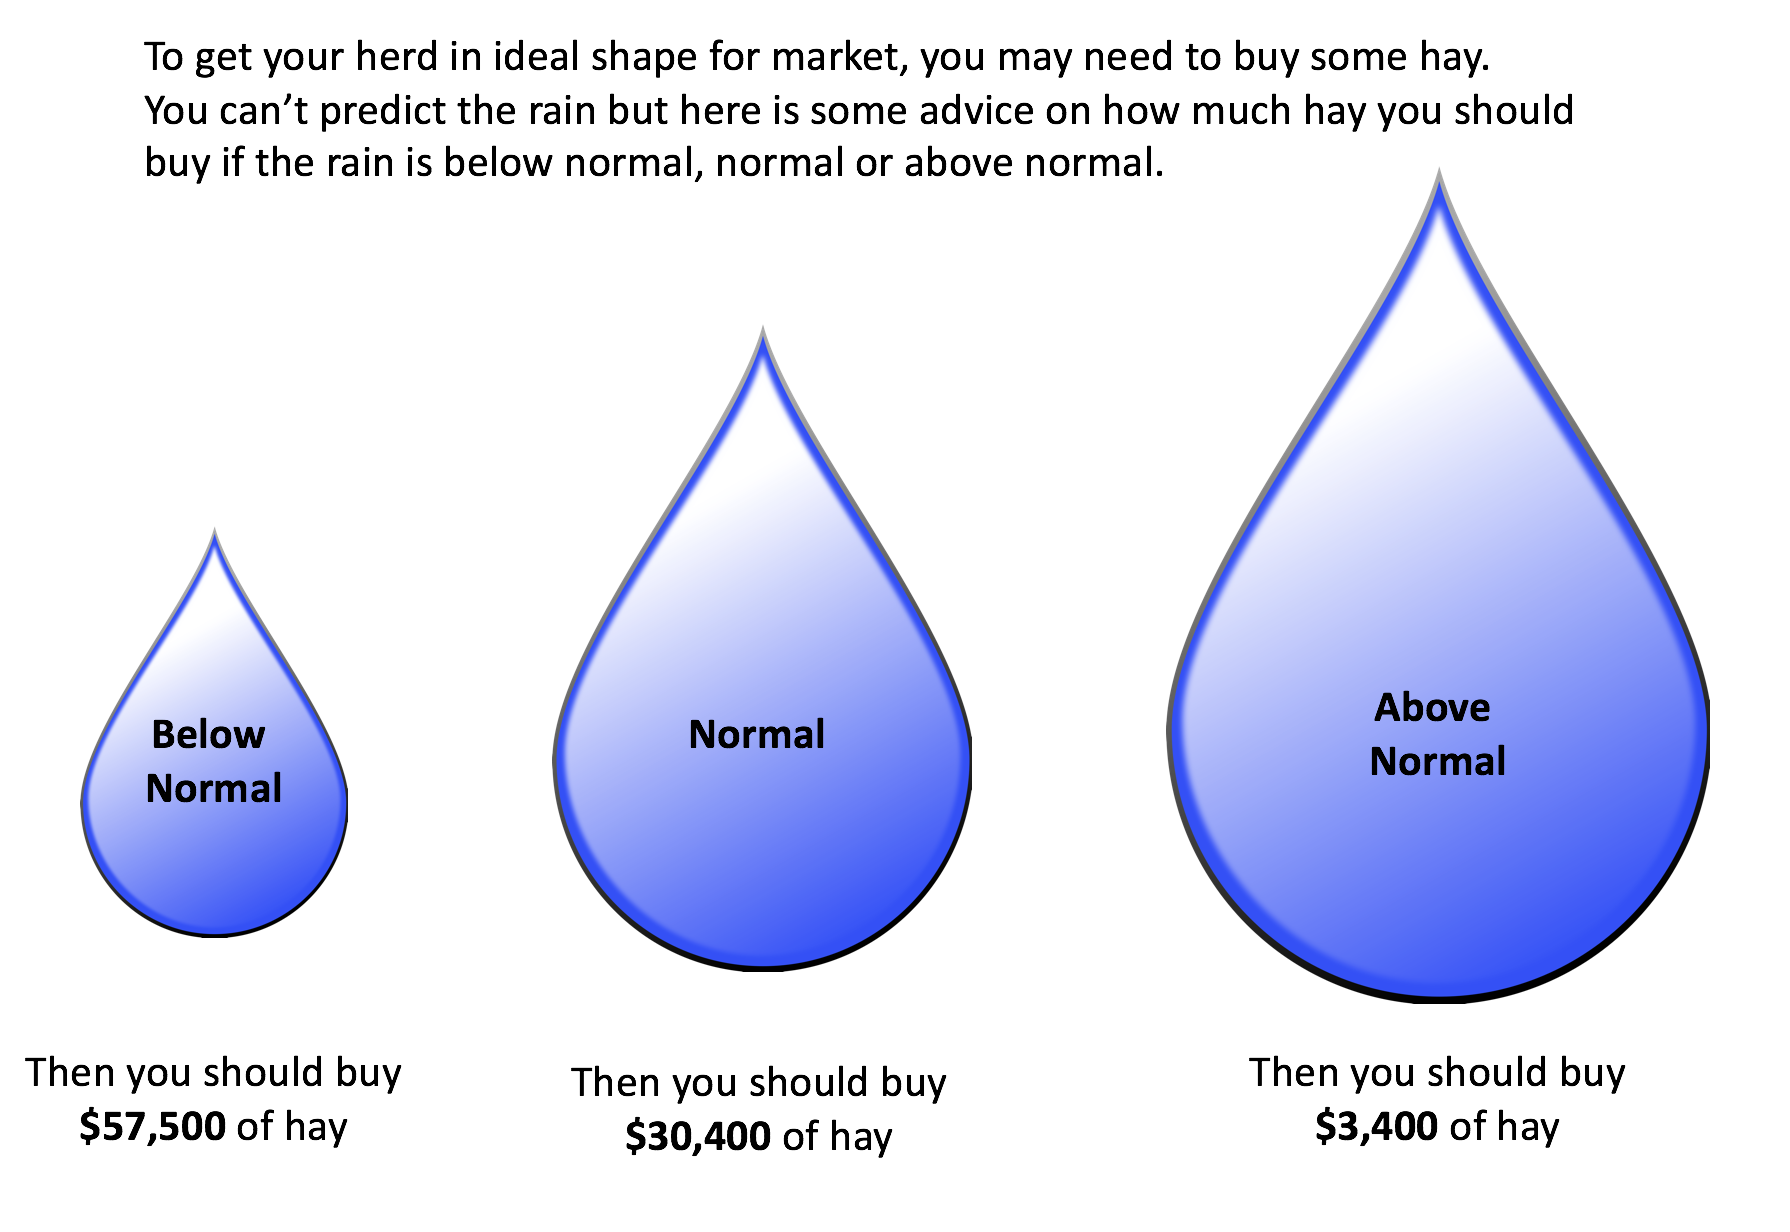 To get your herd in ideal shape for market, you may need to buy some hay.
You can’t predict the rain but here is some advice on how much hay you should
buy if the rain is below normal, normal or above normal.
Below
Normal
Normal
Above
Normal
Then you should buy
$57,500 of hay
Then you should buy
$30,400 of hay
Then you should buy
$3,400 of hay